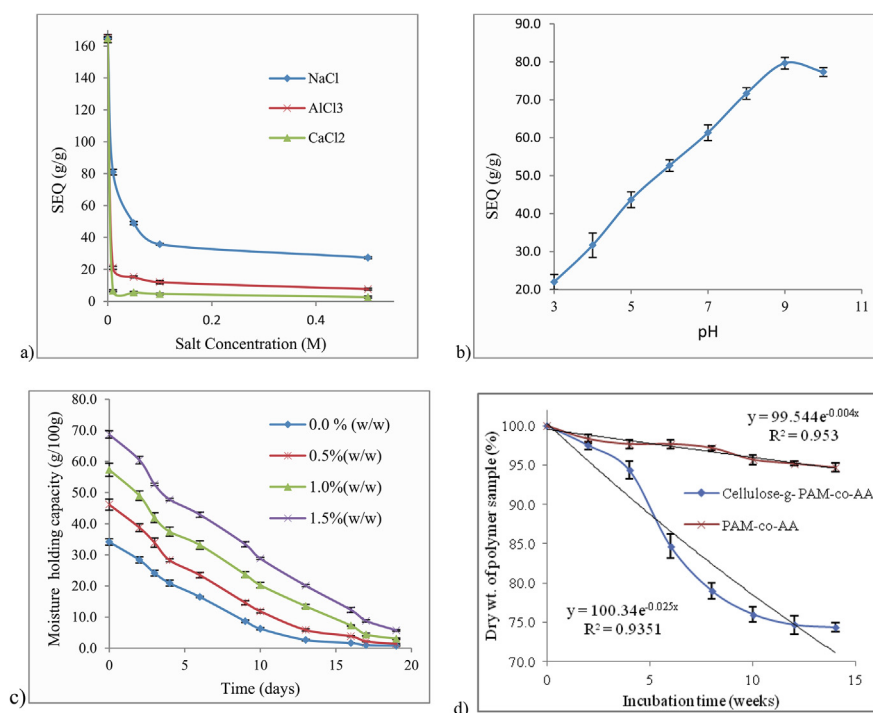 160
140
120
100
80
60
40
20
0
SEQ (g/g)
NaCl
AlCl3
CaCl2
0
0.2
0.4
Salt Concentration (M)
a)
90.0
80.0
70.0
60.0
50.0
40.0
30.0
20.0
SEQ (g/g)
3
5
7
9
11
pH
b)
80.0
70.0
60.0
50.0
40.0
30.0
20.0
10.0
0.0
Moisture holding capacity (g/100g)
0.0 % (w/w)
0.5%(w/w)
1.0%(w/w)
1.5%(w/w)
0
5
10
15
20
Time (days)
c)
100.0
95.0
90.0
85.0
80.0
75.0
70.0
Dry wt. of polymer sample (%)
y = 99.544e-0.004x
R² = 0.953
Cellulose-g- PAM-co-AA
PAM-co-AA
y = 100.34e-0.025x
R² = 0.9351
0
5
10
15
Incubation time (weeks)
d)